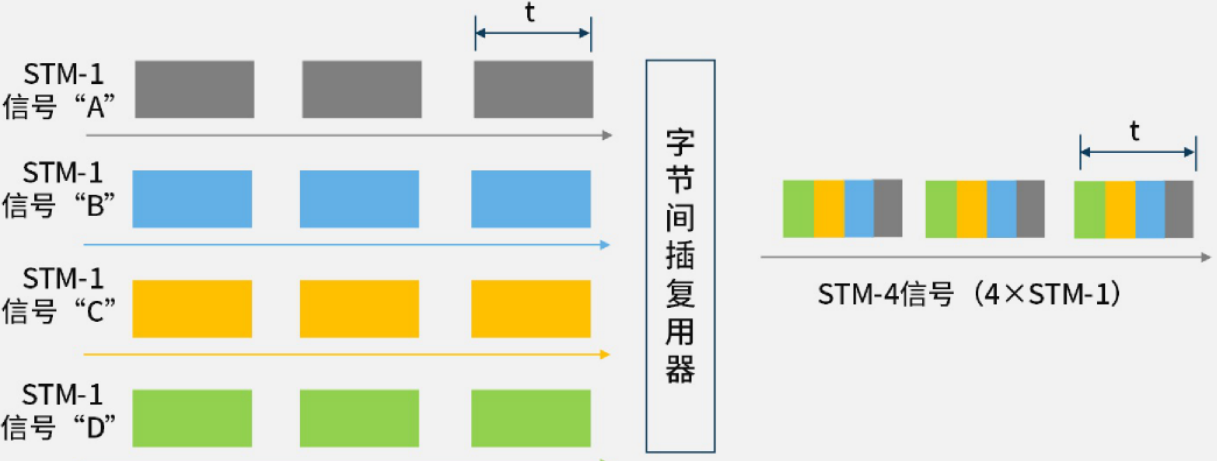 t
STM-1
信号“A”
STM-1
信号“B”
STM-1
信号“C”
STM-1
信号“D”
字
节
间
插
复
用
器
t
STM-4信号（4×STM-1）